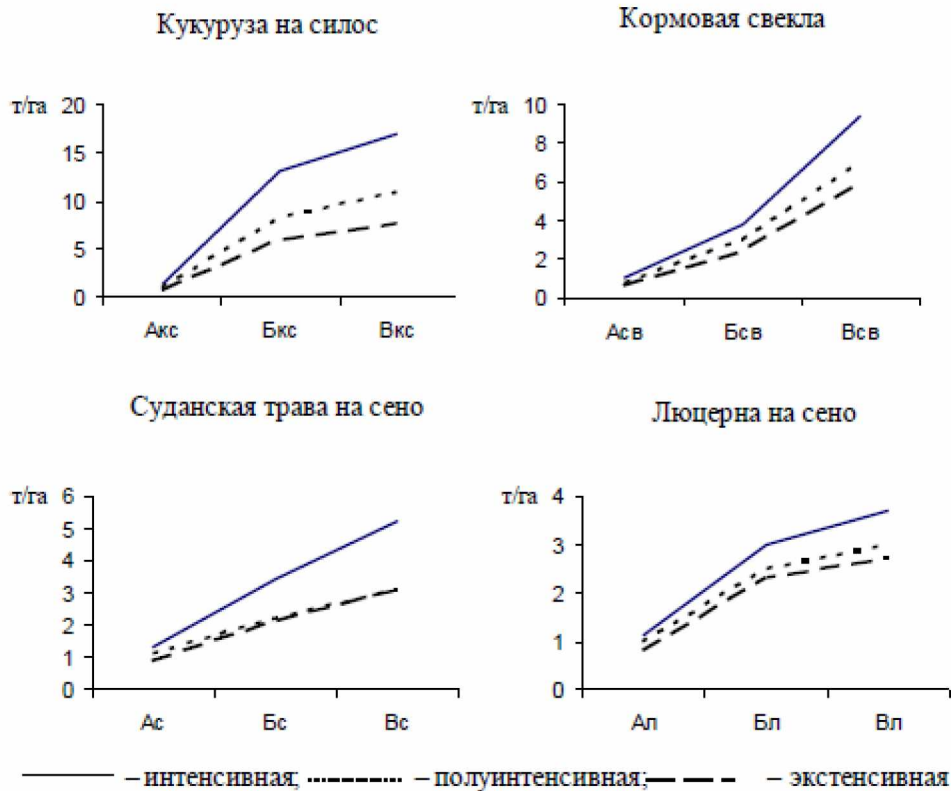 Кукуруза на силос
т/га 20
15
10
5
0
Акс Бкс Вкс
Кормовая свекла
т/га 10
8
6
4
2
0
Асв Бсв Всв
Суданская трава на сено
т/га 6
5
4
3
2
1
0
Ас Бс Вс
Люцерна на сено
т/га 4
3
2
1
0
Ал Бл Вл
– интенсивная; – полуинтенсивная; – экстенсивная